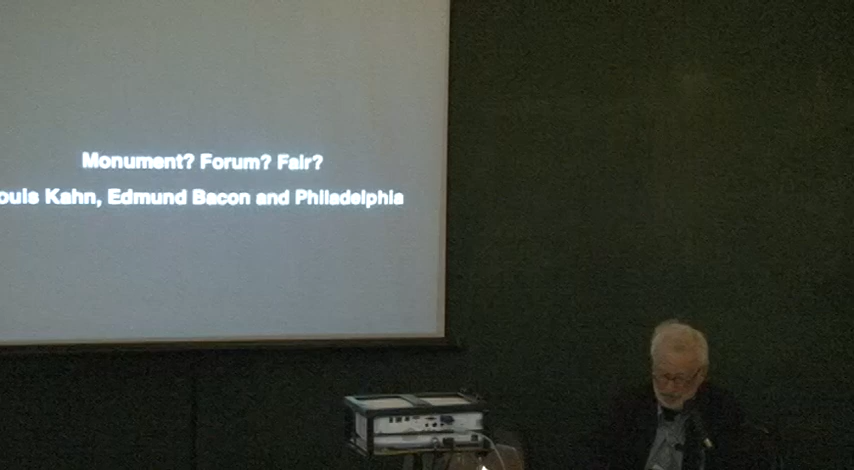 Monument? Forum? Fair?
ouis Kahn, Edmund Bacon and Philadelphia